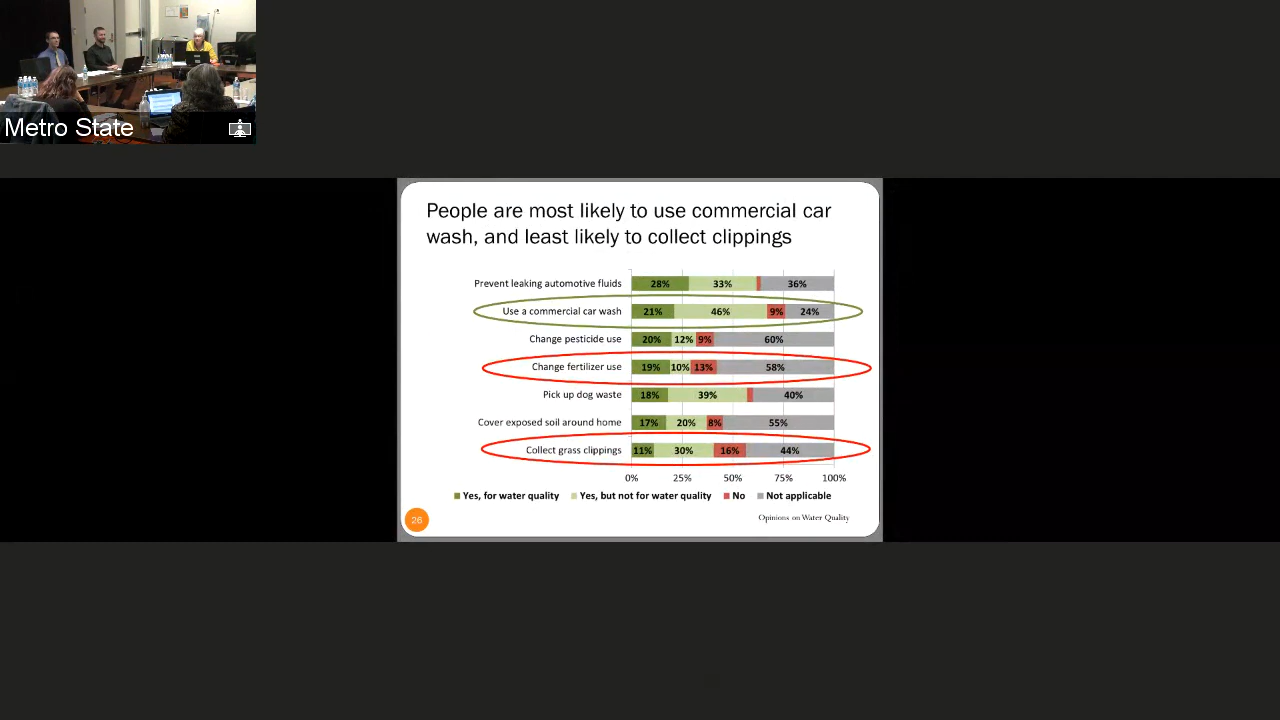 Metro State
People are most likely to use commercial car
wash, and least likely to collect clippings
Prevent leaking automotive fluids 28% 33% 36%
Use a commercial car wash 21% 46% 9% 24%
Change pesticide use 20% 12% 9% 60%
Change fertilizer use 19% 10% 13% 58%
Pick up dog waste 18% 39% 40%
Cover exposed soil around home 17% 20% 8% 55%
Collect grass clippings 11% 30% 16% 44%
0% 25% 50% 75% 100%
Yes, for water quality Yes, but not for water quality No Not applicable
26 Opinions on Water Quality